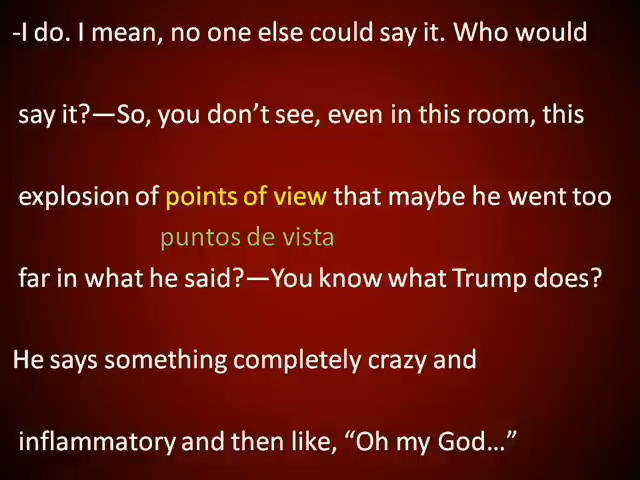 -I do. I mean, no one else could say it. Who would
say it?—So, you don’t see, even in this room, this
explosion of points of view that maybe he went too
puntos de vista
far in what he said?—You know what Trump does?
He says something completely crazy and
inflammatory and then like, “Oh my God…”